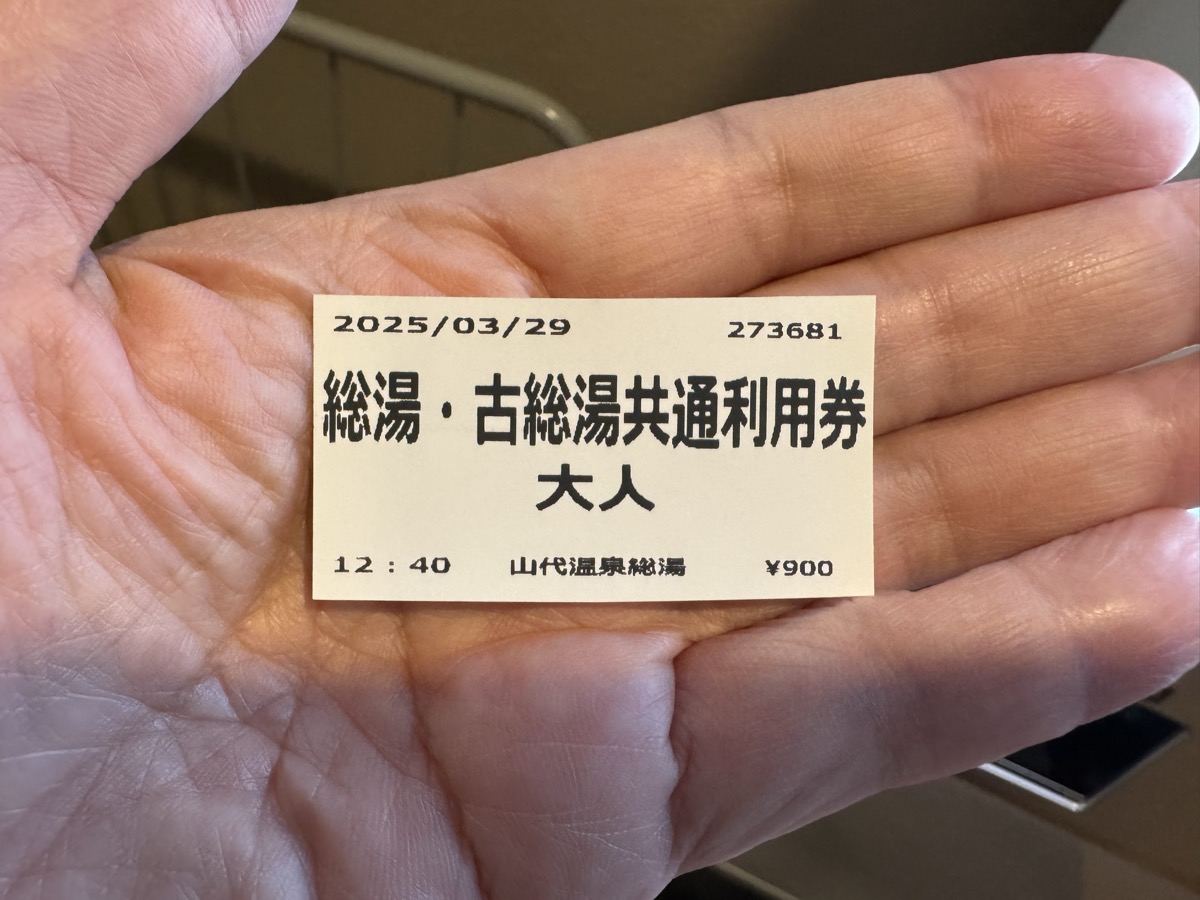 2025/03/29 273681
総湯・古総湯共通利用券
大人
12:40 山代温泉総湯 ¥900